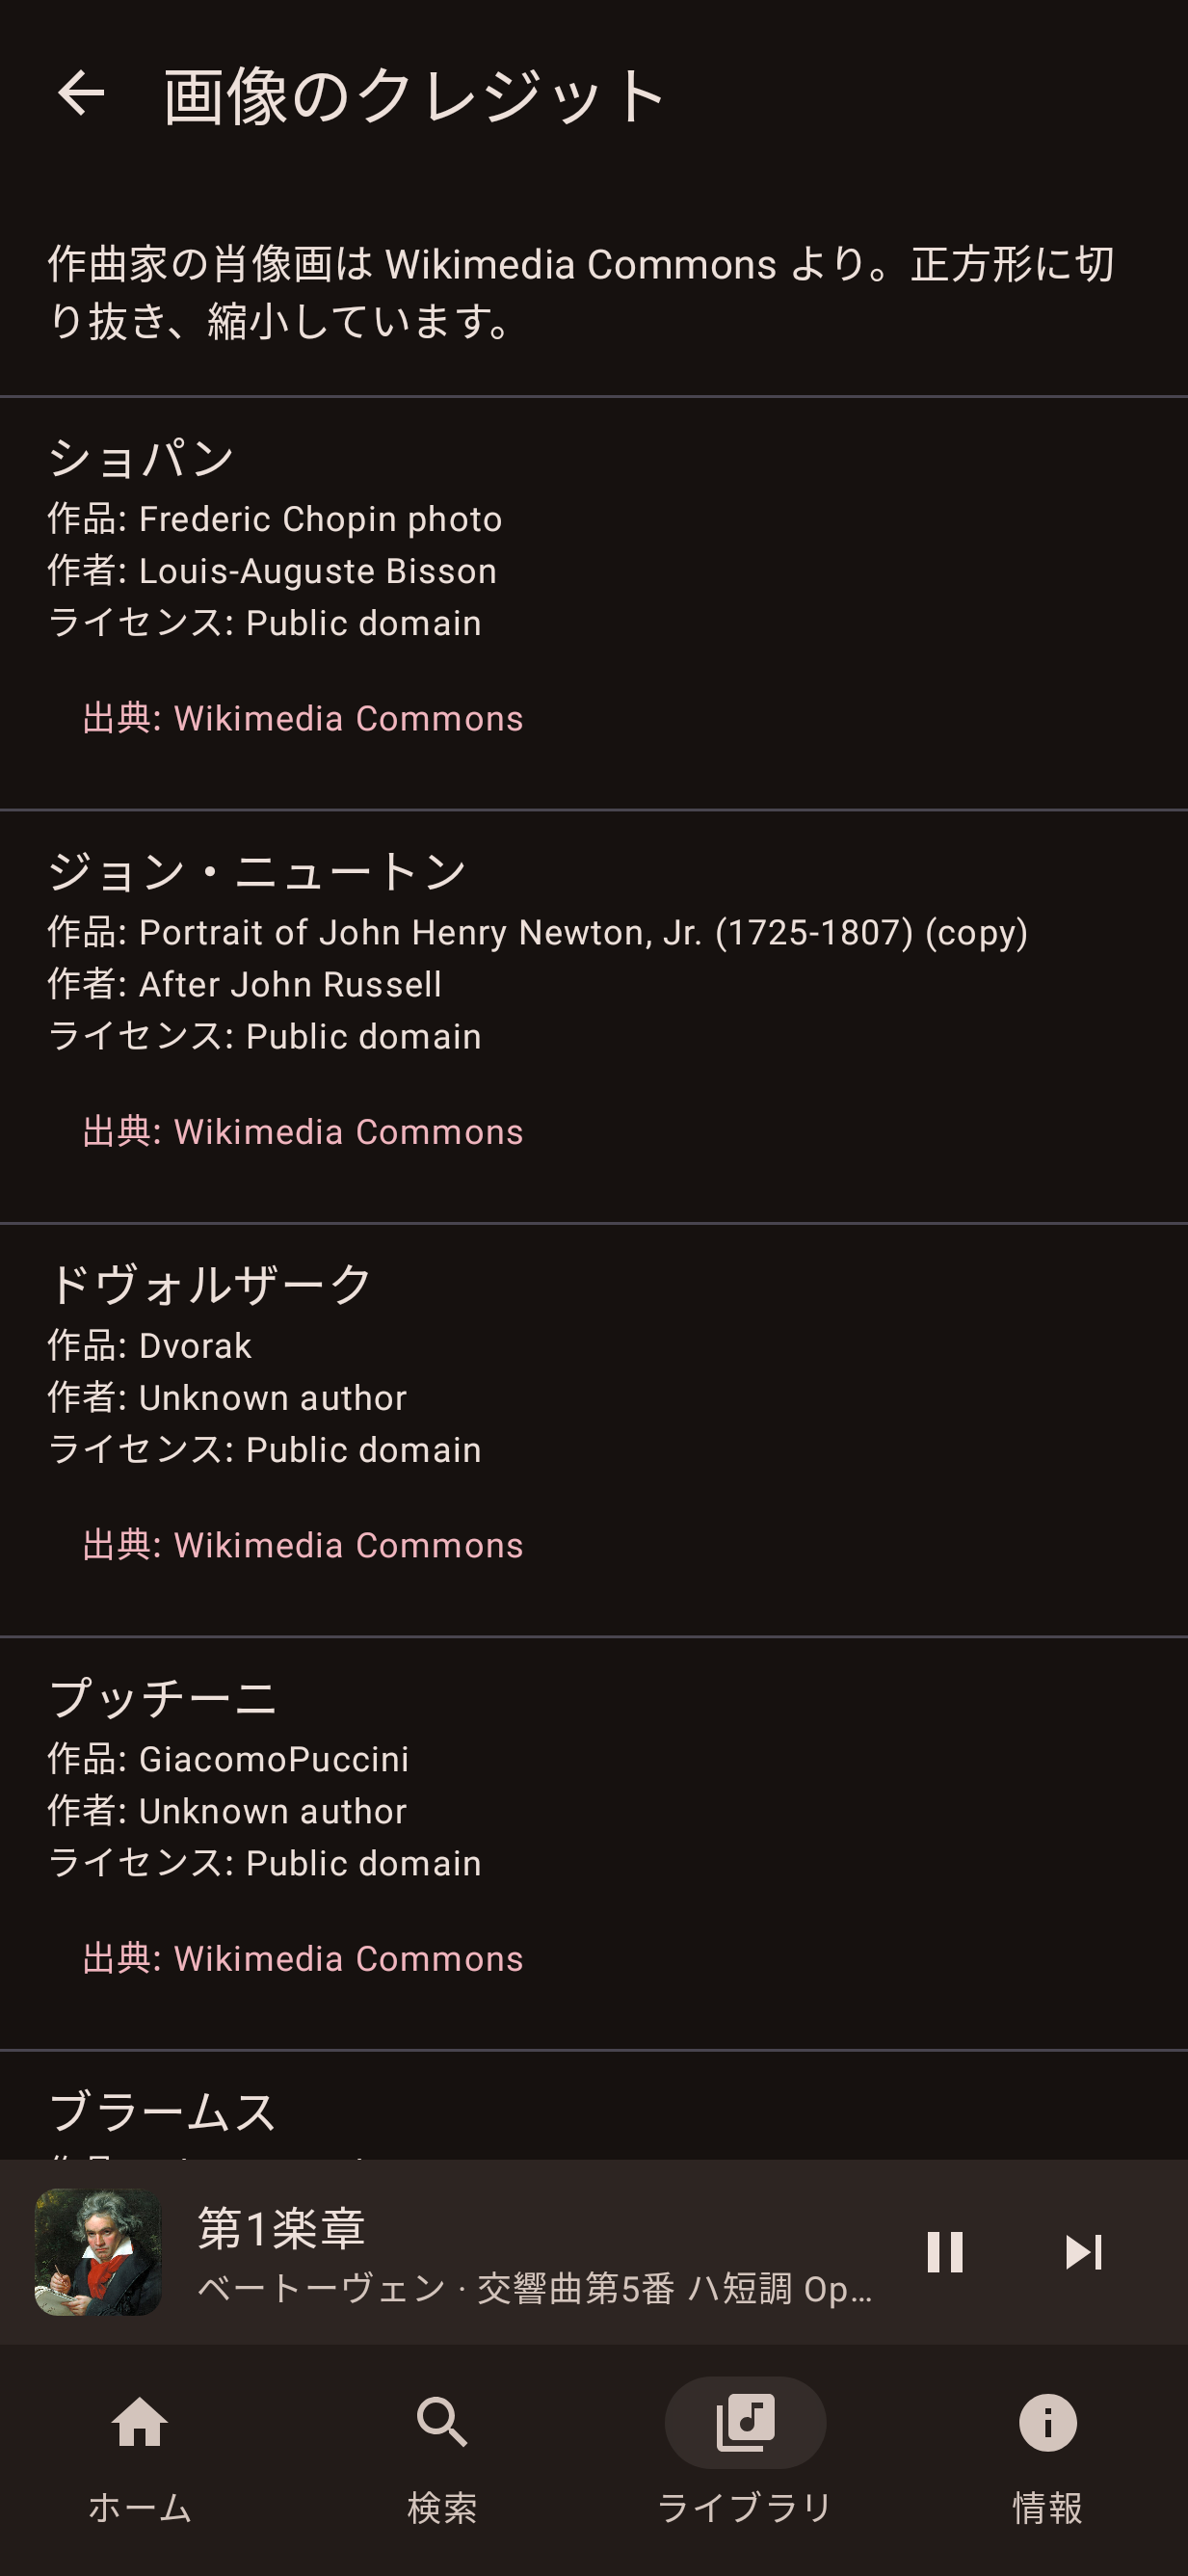 画像のクレジット
作曲家の肖像画は Wikimedia Commons より。正方形に切
り抜き、縮小しています。
ショパン
作品: Frederic Chopin photo
作者: Louis-Auguste Bisson
ライセンス: Public domain
出典: Wikimedia Commons
ジョン・ニュートン
作品: Portrait of John Henry Newton, Jr. (1725-1807) (copy)
作者: After John Russell
ライセンス: Public domain
出典: Wikimedia Commons
ドヴォルザーク
作品: Dvorak
作者: Unknown author
ライセンス: Public domain
出典: Wikimedia Commons
プッチーニ
作品: GiacomoPuccini
作者: Unknown author
ライセンス: Public domain
出典: Wikimedia Commons
ブラームス
第1楽章
ベートーヴェン · 交響曲第5番 ハ短調 Op…
ホーム
検索
ライブラリ
情報